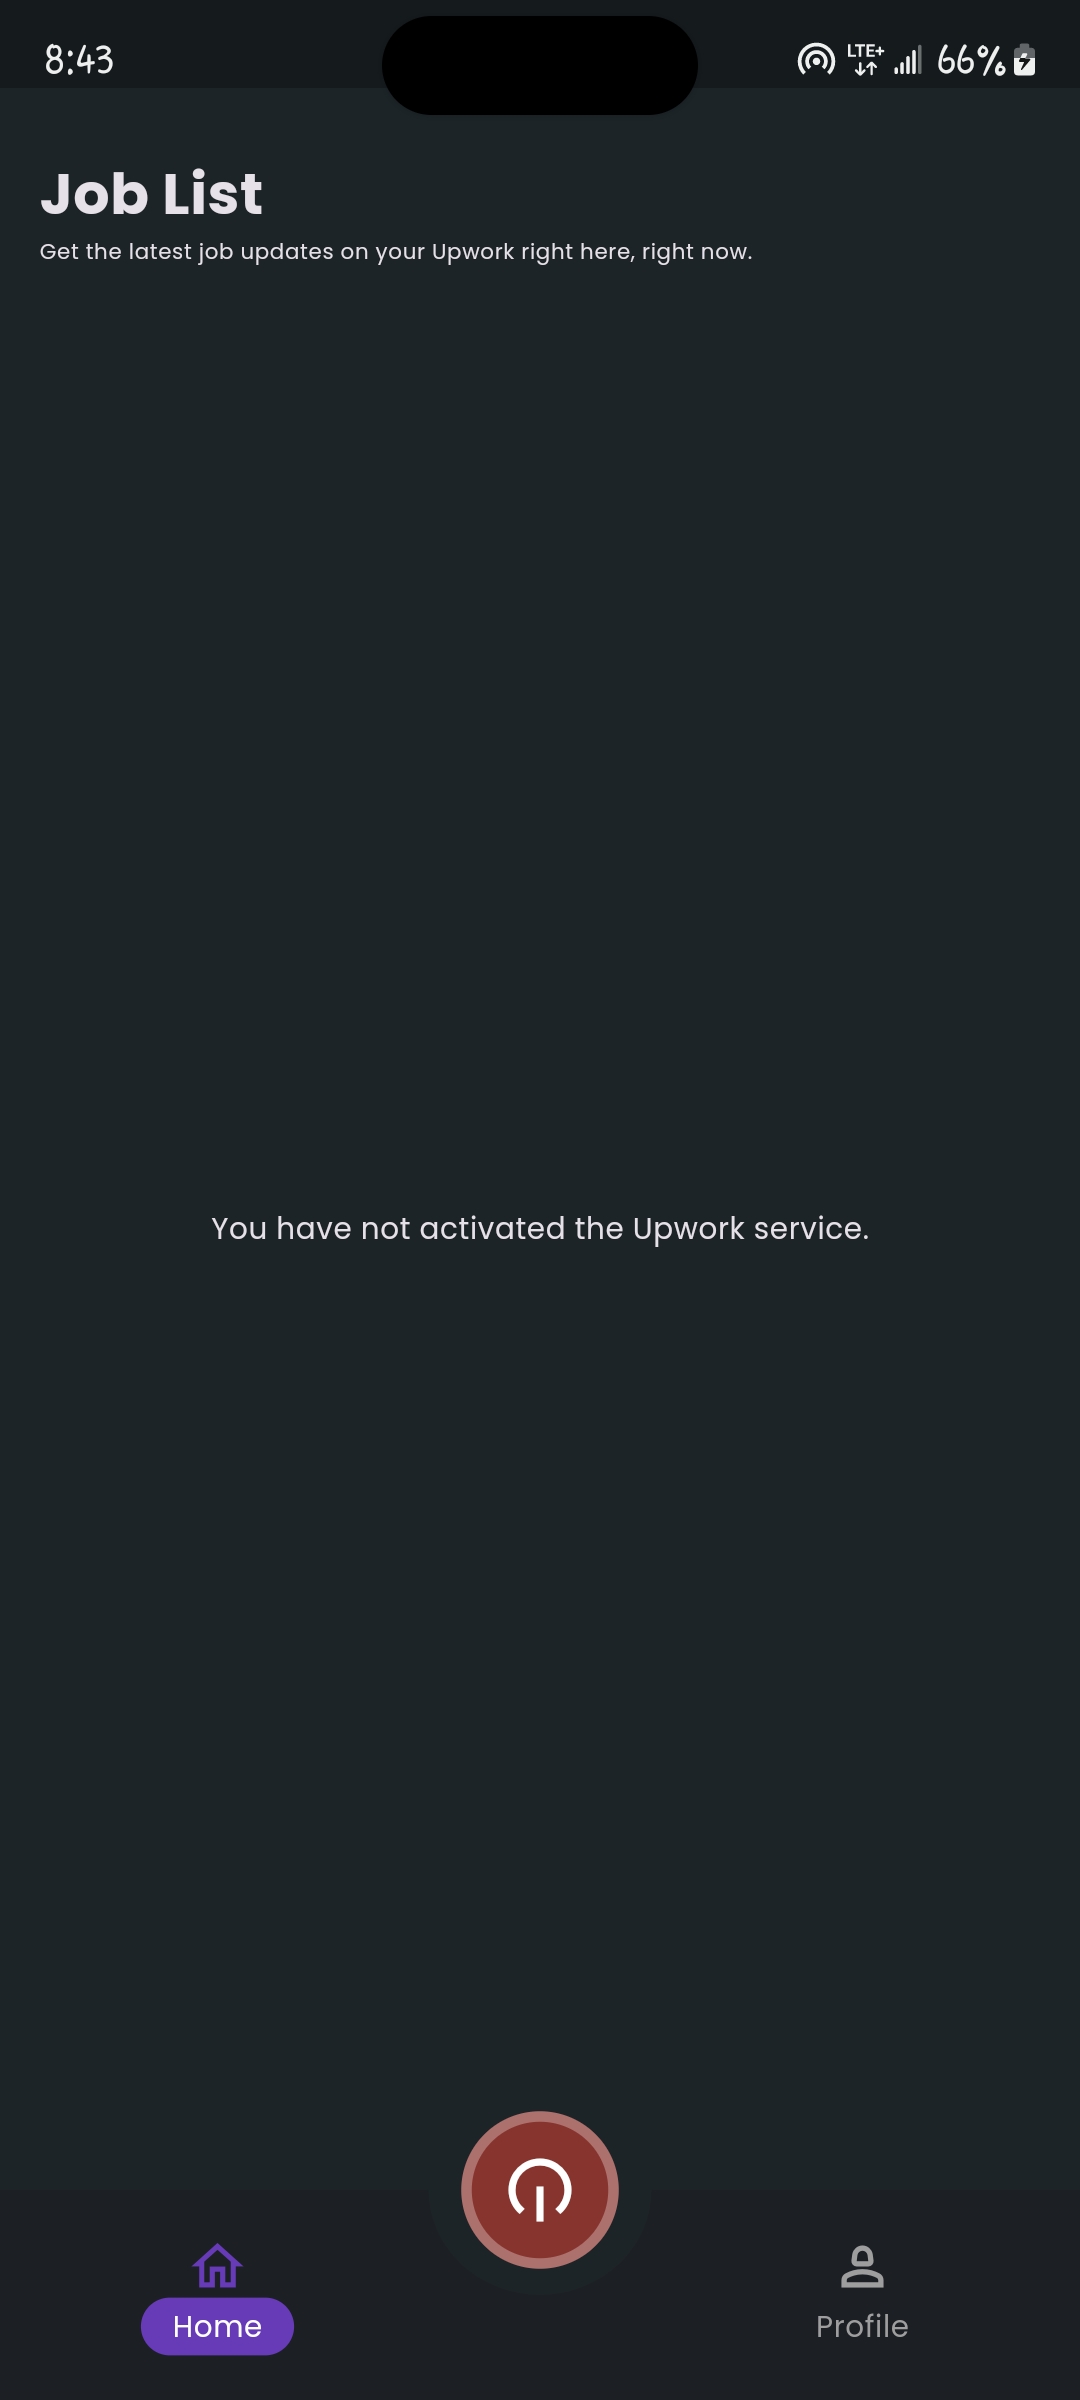 8:43
LTE+
66%
Job List
Get the latest job updates on your Upwork right here, right now.
You have not activated the Upwork service.
Home
Profile